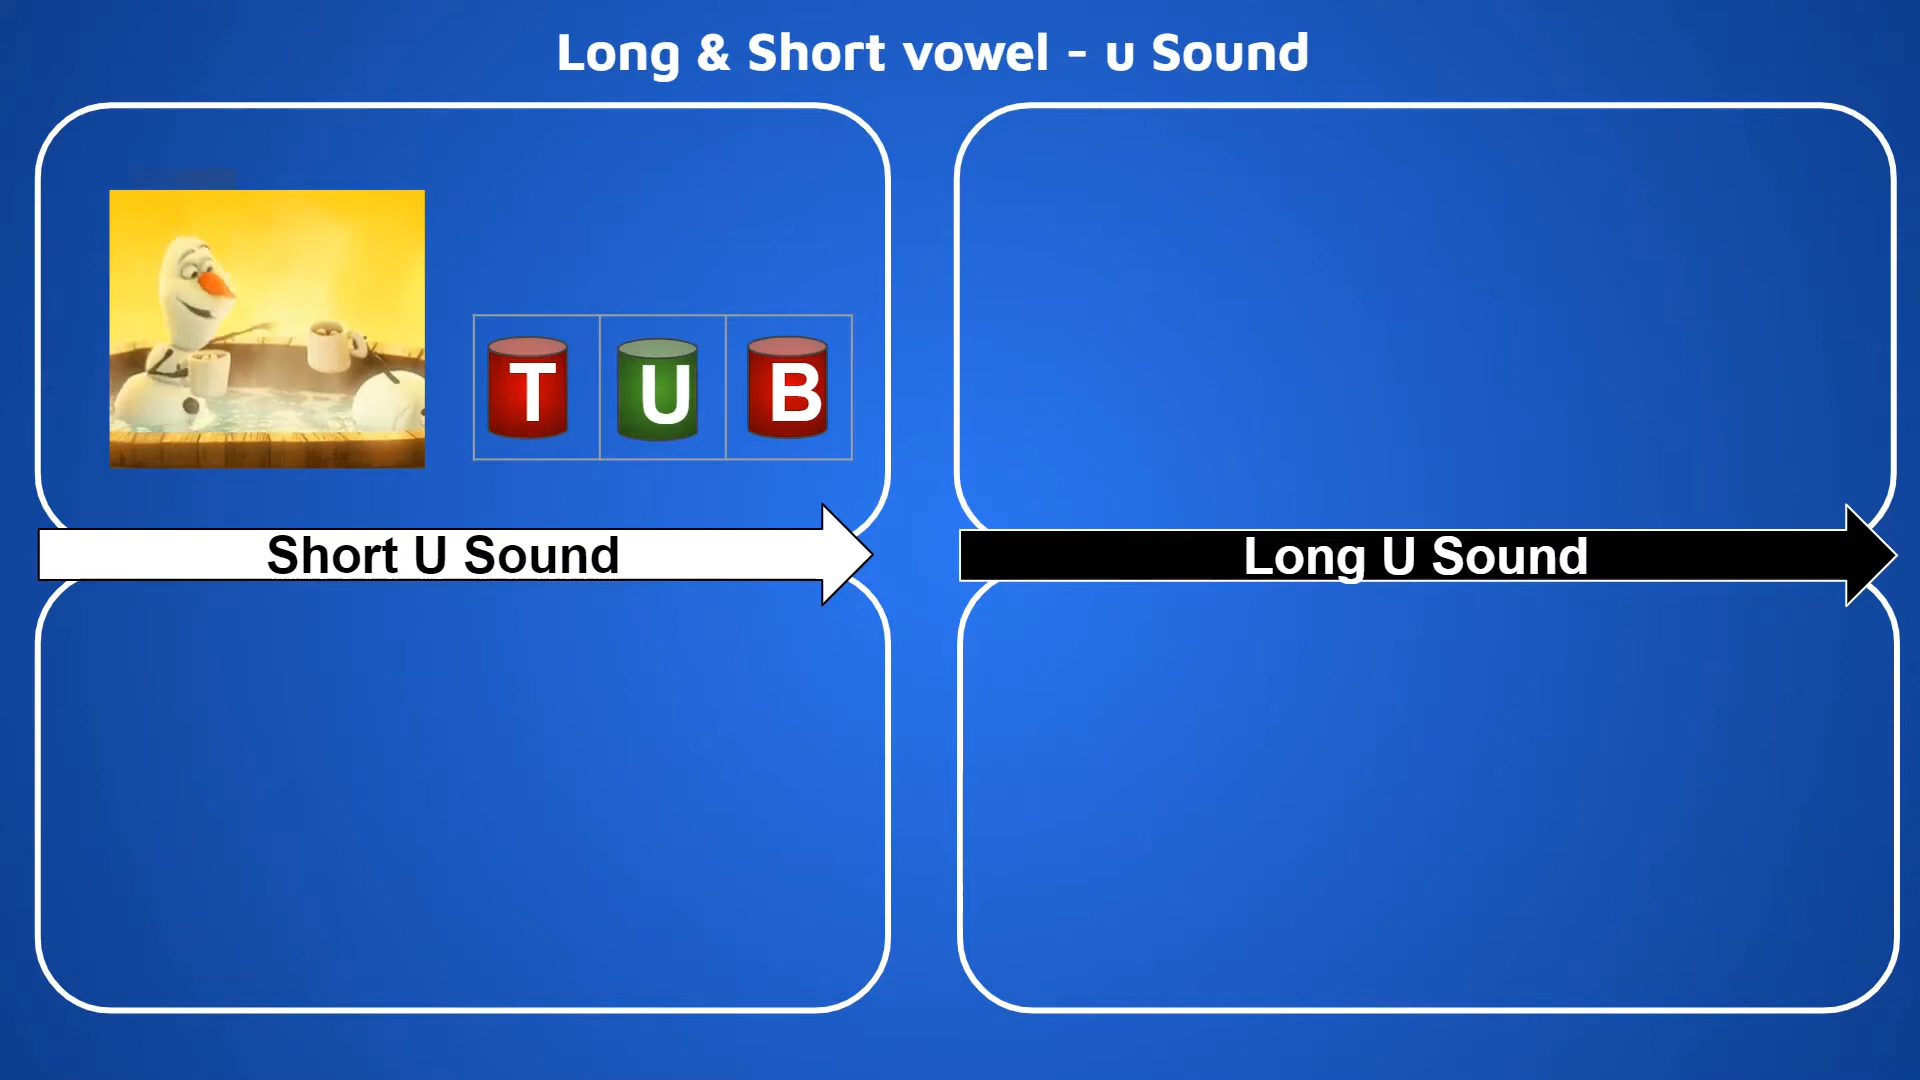 Long & Short vowel - u Sound
T U B
Short U Sound
Long U Sound